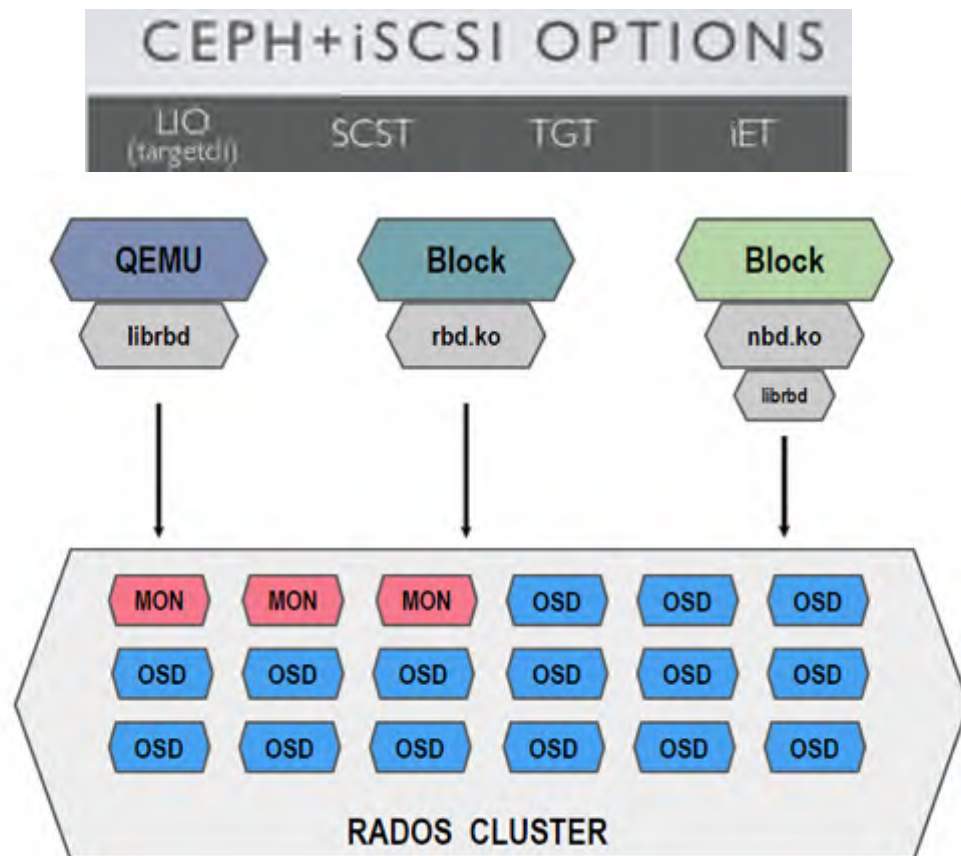 CEPH+iSCSI OPTIONS
LIO SCST TGT iET
(targetcli)
QEMU Block Block
librbd rbd.ko nbd.ko
librbd
MON MON MON OSD OSD OSD
OSD OSD OSD OSD OSD OSD
OSD OSD OSD OSD OSD OSD
RADOS CLUSTER